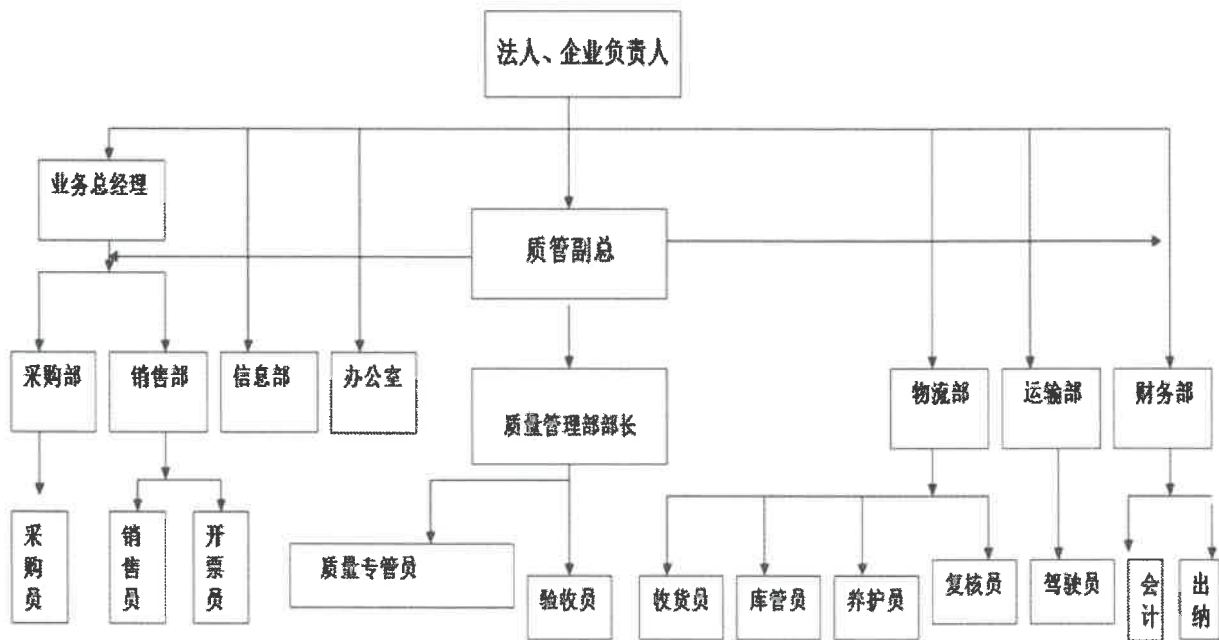 法人、企业负责人
业务总经理
质管副总
采购部
销售部
信息部
办公室
质量管理部部长
物流部
运输部
财务部
采购员
销售员
开票员
质量专管员
验收员
收货员
库管员
养护员
复核员
驾驶员
会计
出纳